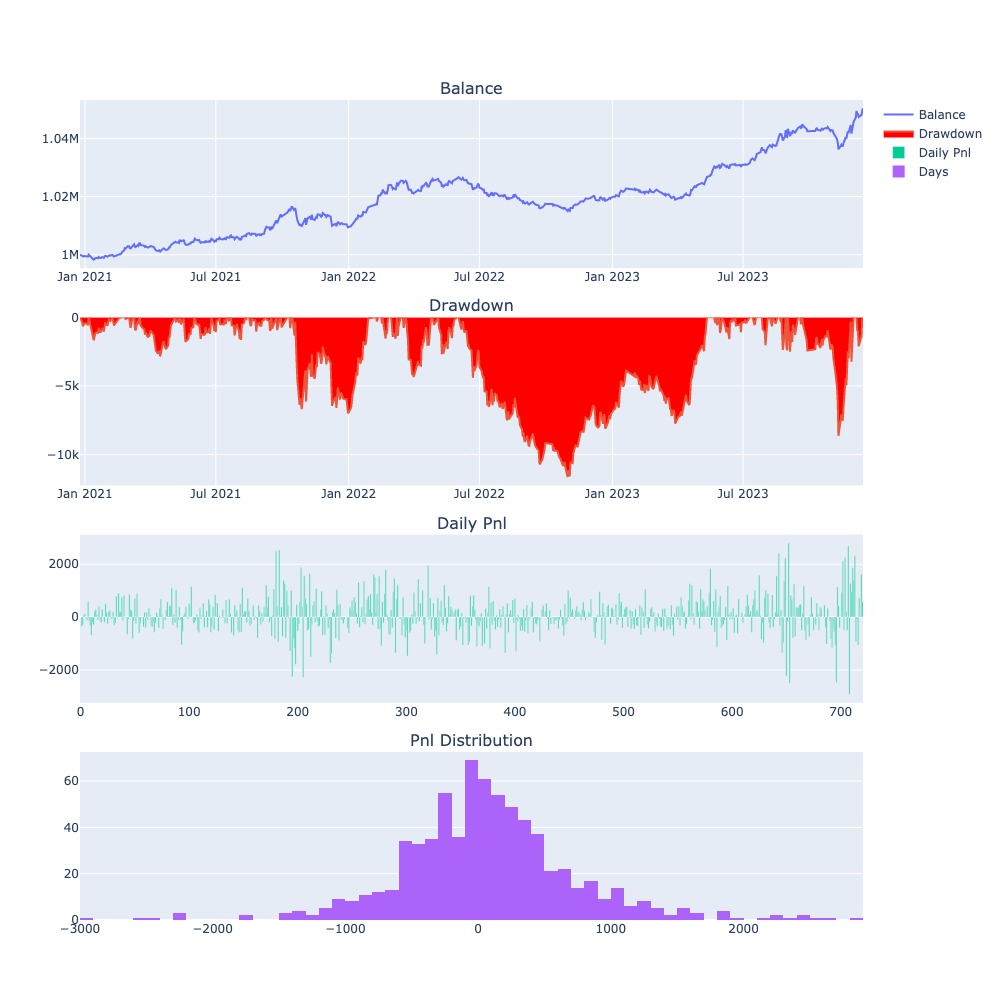 Balance
1.04M
1.02M
1M
Jan 2021 Jul 2021 Jan 2022 Jul 2022 Jan 2023 Jul 2023
Balance
Drawdown
Daily Pnl
Days
Drawdown
0
−5k
−10k
Jan 2021 Jul 2021 Jan 2022 Jul 2022 Jan 2023 Jul 2023
Daily Pnl
2000
0
−2000
0 100 200 300 400 500 600 700
Pnl Distribution
60
40
20
0
−3000 −2000 −1000 0 1000 2000